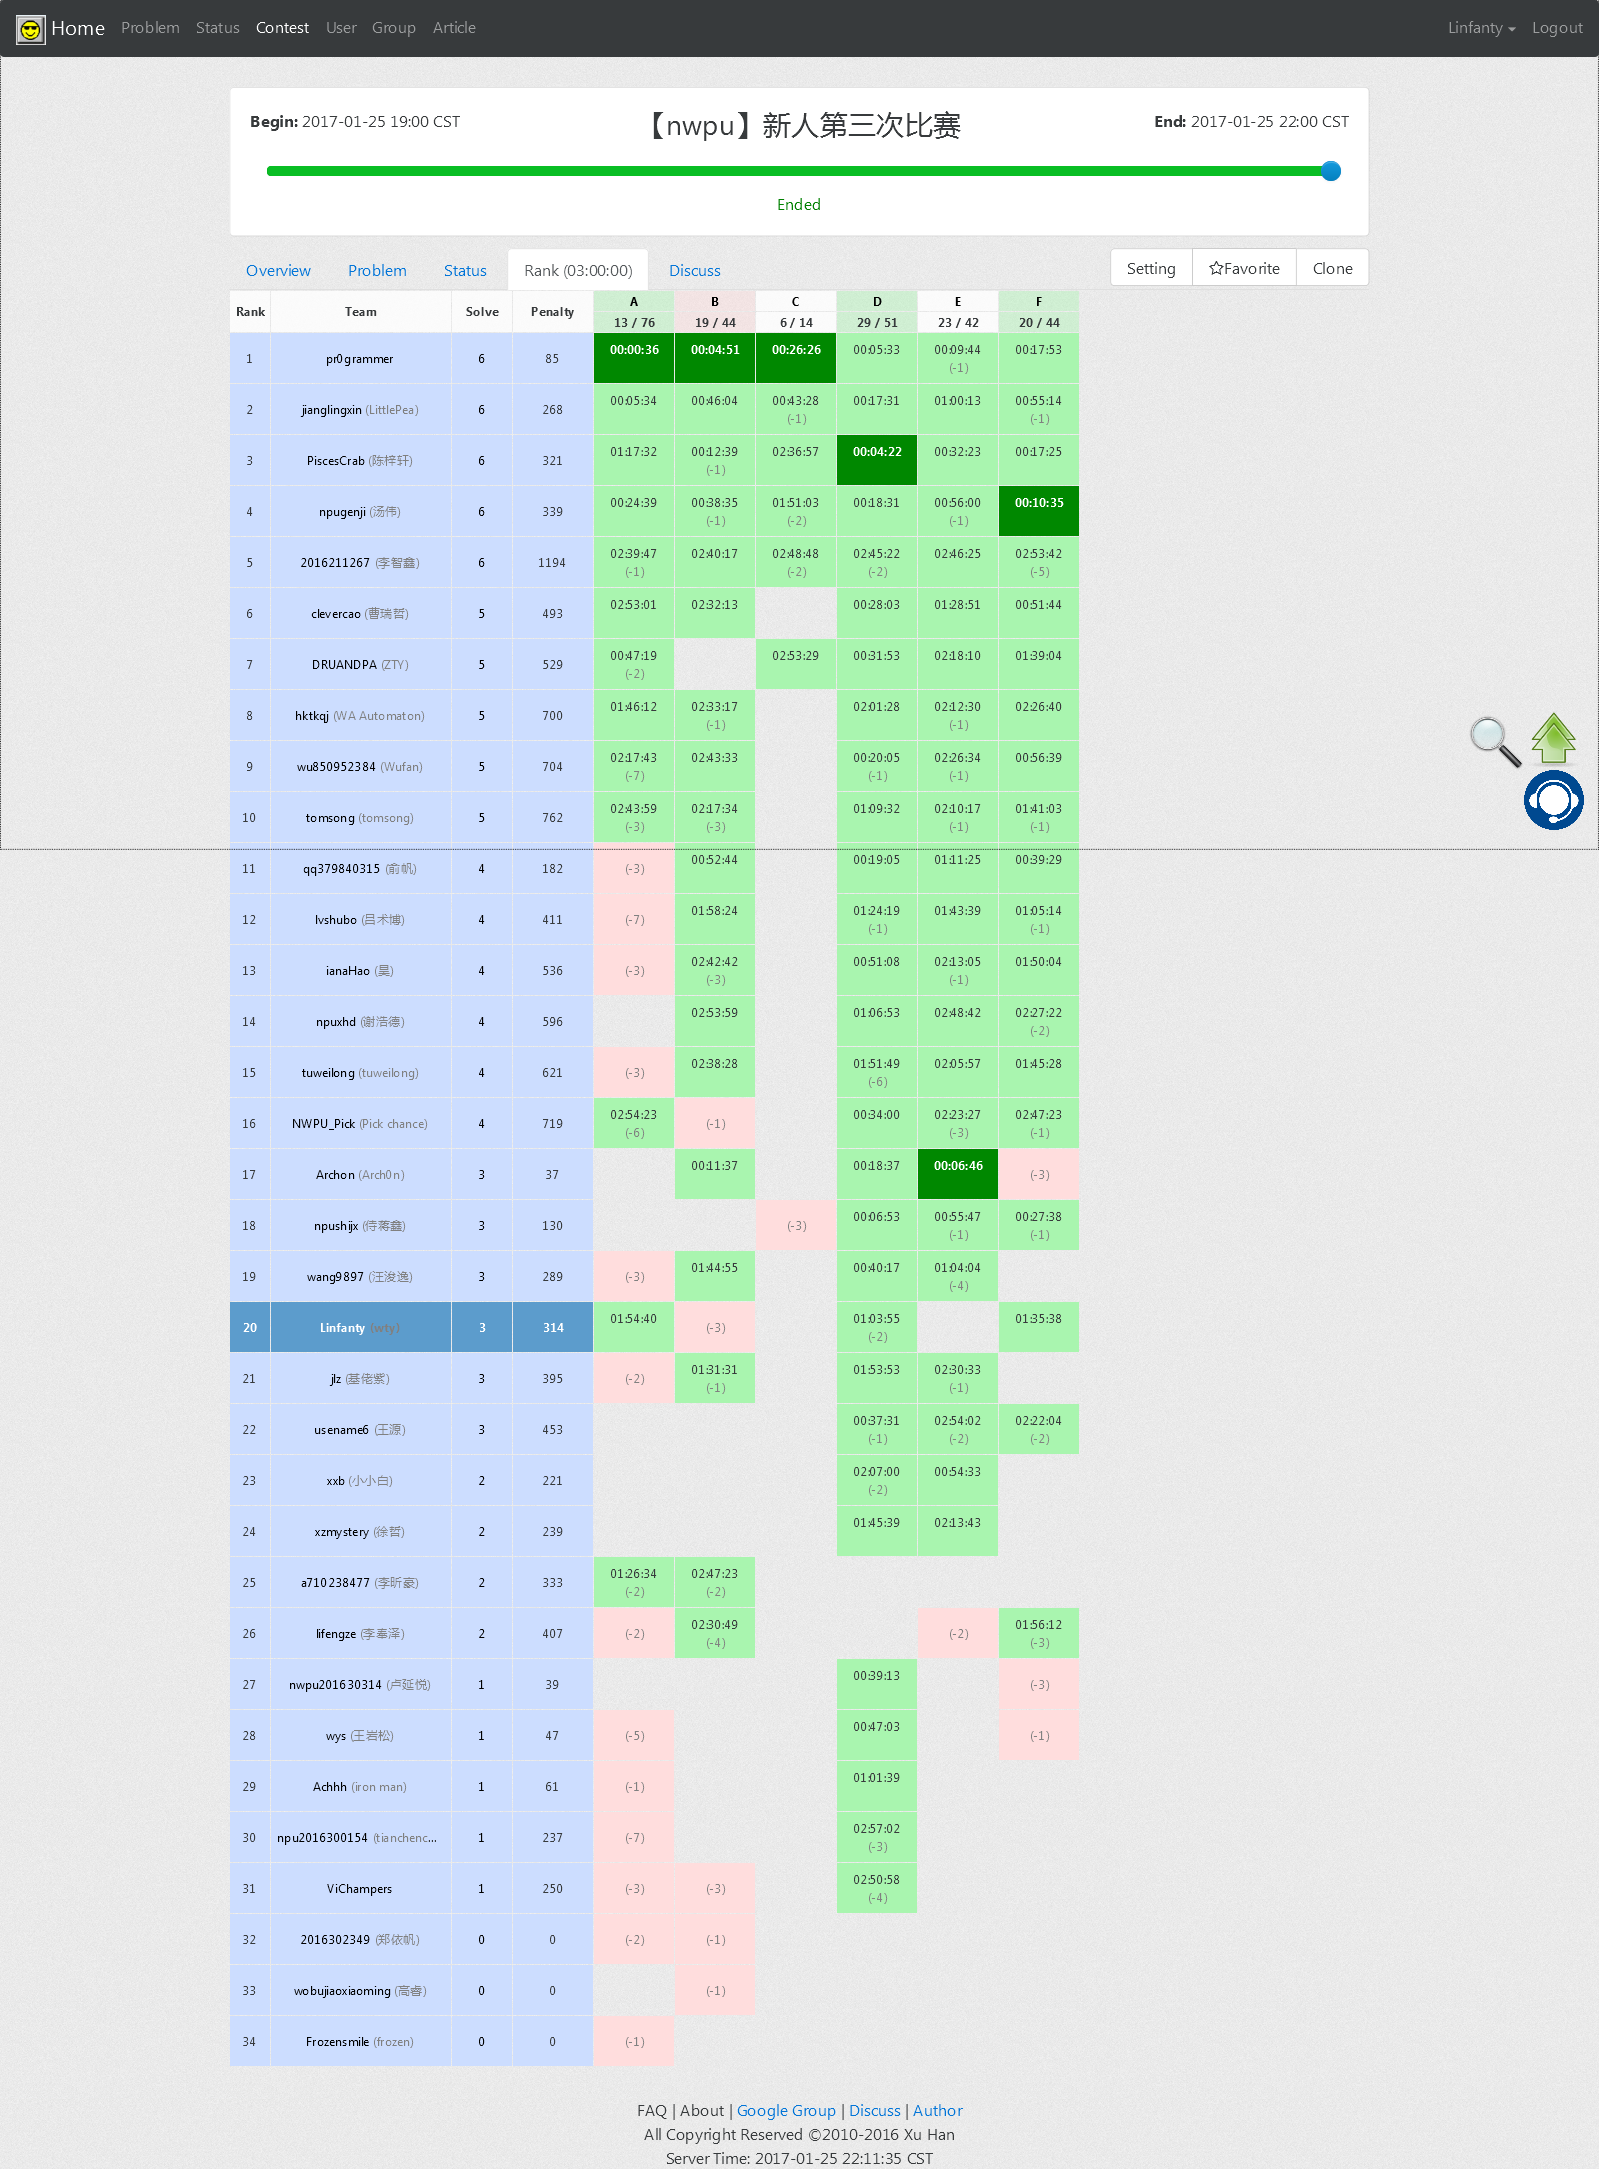 Home Problem Status Contest User Group Article Linfanty Logout
Begin: 2017-01-25 19:00 CST 【nwpu】新人第三次比赛 End: 2017-01-25 22:00 CST
Ended
Overview Problem Status Rank (03:00:00) Discuss Setting Favorite Clone
Rank Team Solve Penalty A B C D E F
13 / 76 19 / 44 6 / 14 29 / 51 23 / 42 20 / 44
1 pr0grammer 6 85 00:00:36 00:04:51 00:26:26 00:05:33 00:09:44 (-1) 00:17:53
2 jianglingxin (LittlePea) 6 268 00:05:34 00:46:04 00:43:28 (-1) 00:17:31 01:00:13 00:55:14 (-1)
3 PiscesCrab (陈梓轩) 6 321 01:17:32 00:12:39 (-1) 02:36:57 00:04:22 00:32:23 00:17:25
4 npugenji (汤伟) 6 339 00:24:39 00:38:35 (-1) 01:51:03 (-2) 00:18:31 00:56:00 (-1) 00:10:35
5 2016211267 (李智鑫) 6 1194 02:39:47 (-1) 02:40:17 02:48:48 (-2) 02:45:22 (-2) 02:46:25 02:53:42 (-5)
6 clevercao (曹瑞哲) 5 493 02:53:01 02:32:13 00:28:03 01:28:51 00:51:44
7 DRUANDPA (ZTY) 5 529 00:47:19 (-2) 02:53:29 00:31:53 02:18:10 01:39:04
8 hktkqj (WA Automaton) 5 700 01:46:12 02:33:17 (-1) 02:01:28 02:12:30 (-1) 02:26:40
9 wu850952384 (Wufan) 5 704 02:17:43 (-7) 02:43:33 00:20:05 (-1) 02:26:34 (-1) 00:56:39
10 tomsong (tomsong) 5 762 02:43:59 (-3) 02:17:34 (-3) 01:09:32 02:10:17 (-1) 01:41:03 (-1)
11 qq379840315 (俞帆) 4 182 (-3) 00:52:44 00:19:05 01:11:25 00:39:29
12 lvshubo (吕术博) 4 411 (-7) 01:58:24 01:24:19 (-1) 01:43:39 01:05:14 (-1)
13 ianaHao (昊) 4 536 (-3) 02:42:42 (-3) 00:51:08 02:13:05 (-1) 01:50:04
14 npuxhd (谢浩德) 4 596 02:53:59 01:06:53 02:48:42 02:27:22 (-2)
15 tuweilong (tuweilong) 4 621 (-3) 02:38:28 01:51:49 (-6) 02:05:57 01:45:28
16 NWPU_Pick (Pick chance) 4 719 02:54:23 (-6) (-1) 00:34:00 02:23:27 (-3) 02:47:23 (-1)
17 Archon (Arch0n) 3 37 00:11:37 00:18:37 00:06:46 (-3)
18 npushijx (侍蒋鑫) 3 130 (-3) 00:06:53 00:55:47 (-1) 00:27:38 (-1)
19 wang9897 (汪浚逸) 3 289 (-3) 01:44:55 00:40:17 01:04:04 (-4)
20 Linfanty (wty) 3 314 01:54:40 (-3) 01:03:55 (-2) 01:35:38
21 jlz (基佬紫) 3 395 (-2) 01:31:31 (-1) 01:53:53 02:30:33 (-1)
22 usename6 (王源) 3 453 00:37:31 (-1) 02:54:02 (-2) 02:22:04 (-2)
23 xxb (小小白) 2 221 02:07:00 (-2) 00:54:33
24 xzmystery (徐哲) 2 239 01:45:39 02:13:43
25 a710238477 (李昕豪) 2 333 01:26:34 (-2) 02:47:23 (-2)
26 lifengze (李奉泽) 2 407 (-2) 02:30:49 (-4) (-2) 01:56:12 (-3)
27 nwpu201630314 (卢延悦) 1 39 00:39:13 (-3)
28 wys (王岩松) 1 47 (-5) 00:47:03 (-1)
29 Achhh (iron man) 1 61 (-1) 01:01:39
30 npu2016300154 (tianchenc... 1 237 (-7) 02:57:02 (-3)
31 ViChampers 1 250 (-3) (-3) 02:50:58 (-4)
32 2016302349 (郑依帆) 0 0 (-2) (-1)
33 wobujiaoxiaoming (高睿) 0 0 (-1)
34 Frozensmile (frozen) 0 0 (-1)
FAQ | About | Google Group | Discuss | Author
All Copyright Reserved ©2010-2016 Xu Han
Server Time: 2017-01-25 22:11:35 CST